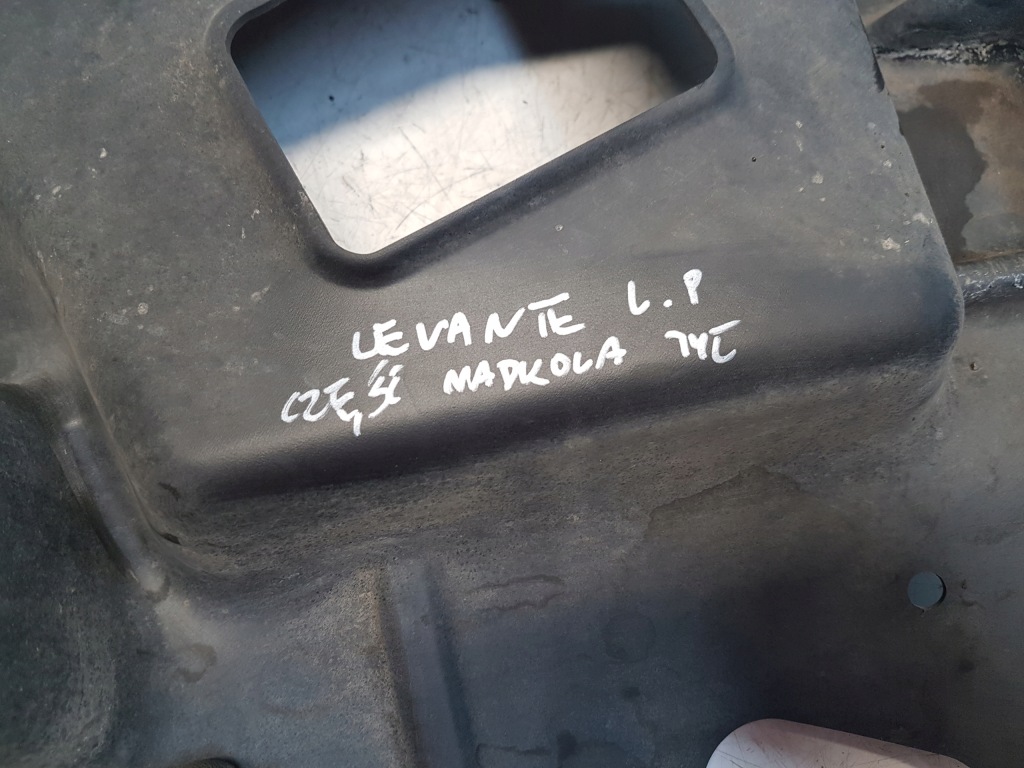 LEVANTE L.P
CZĘŚĆ NADKOLA TYŁ